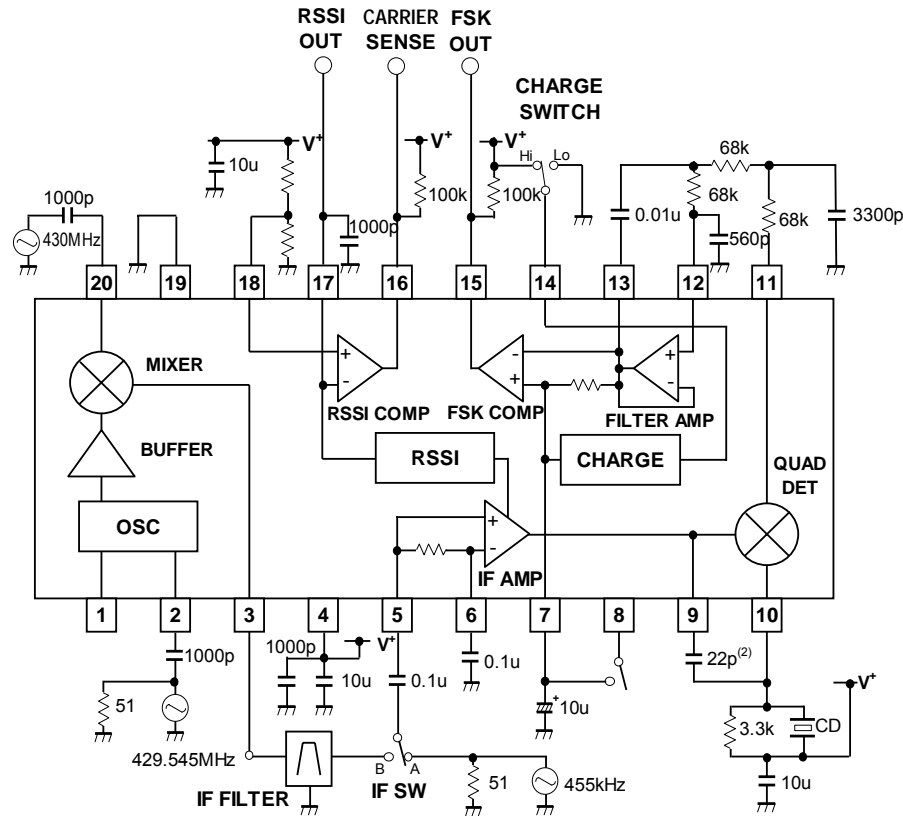 RSSI OUT
CARRIER SENSE
FSK OUT
CHARGE SWITCH
V+
V+
V+
Hi
Lo
10u
100k
100k
68k
68k
68k
1000p
430MHz
1000p
0.01u
560p
3300p
20
19
18
17
16
15
14
13
12
11
MIXER
+
-
RSSI COMP
-
+
FSK COMP
+
-
FILTER AMP
BUFFER
RSSI
CHARGE
QUAD DET
OSC
+
-
IF AMP
1
2
3
4
5
6
7
8
9
10
1000p
1000p
10u
V+
0.1u
0.1u
+
10u
22p(2)
V+
51
3.3k
CD
429.545MHz
B
A
51
455kHz
10u
IF FILTER
IF SW